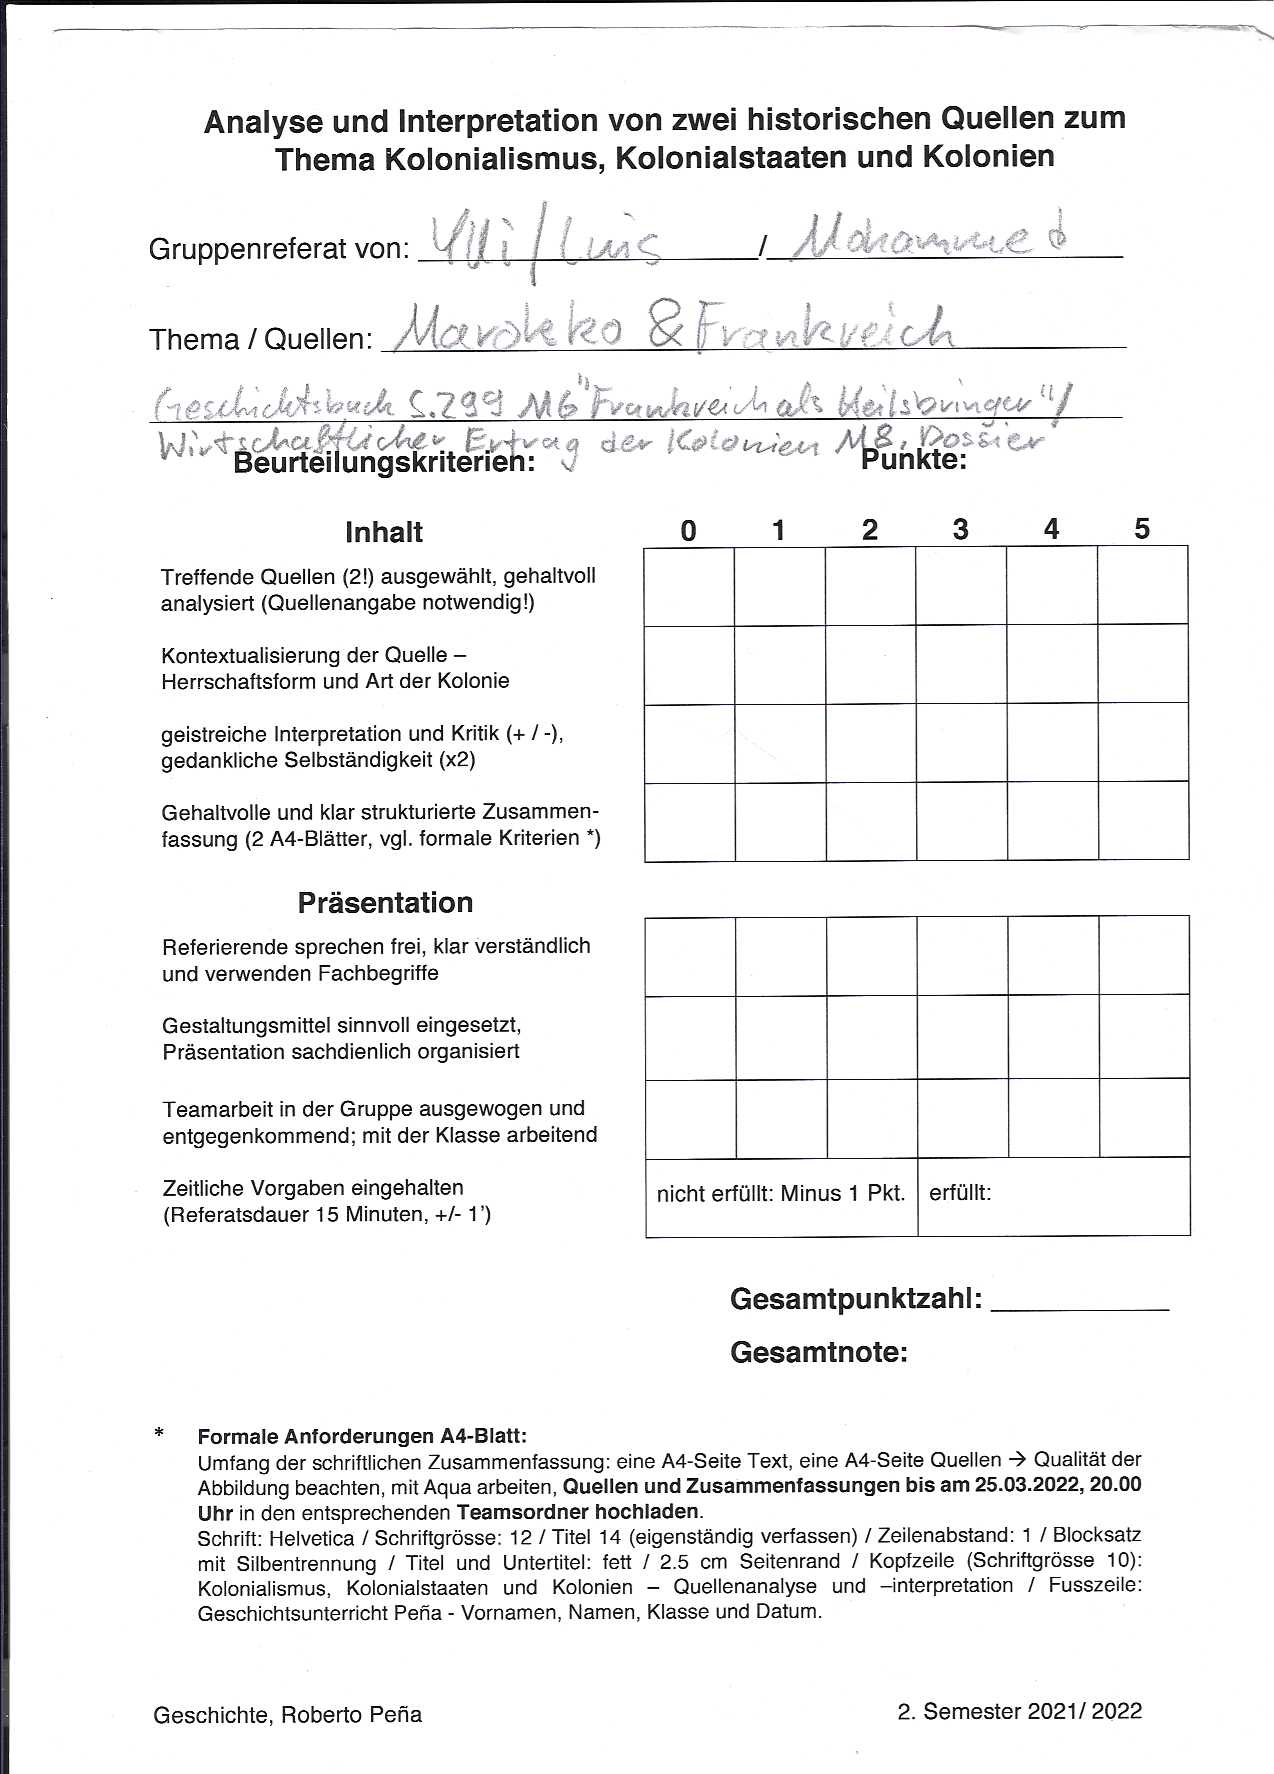 Analyse und Interpretation von zwei historischen Quellen zum
Thema Kolonialismus, Kolonialstaaten und Kolonien
Gruppenreferat von: Ylli/Luis / Mohammed
Thema / Quellen: Marokko & Frankreich
Geschichtsbuch S.299 M6 "Frankreich als Heilsbringer"/
Wirtschaftlicher Ertrag der Kolonien M8, Dossier
Beurteilungskriterien: Punkte:
Inhalt 0 1 2 3 4 5
Treffende Quellen (2!) ausgewählt, gehaltvoll
analysiert (Quellenangabe notwendig!)
Kontextualisierung der Quelle –
Herrschaftsform und Art der Kolonie
geistreiche Interpretation und Kritik (+ / -),
gedankliche Selbständigkeit (x2)
Gehaltvolle und klar strukturierte Zusammen-
fassung (2 A4-Blätter, vgl. formale Kriterien *)
Präsentation
Referierende sprechen frei, klar verständlich
und verwenden Fachbegriffe
Gestaltungsmittel sinnvoll eingesetzt,
Präsentation sachdienlich organisiert
Teamarbeit in der Gruppe ausgewogen und
entgegenkommend; mit der Klasse arbeitend
Zeitliche Vorgaben eingehalten
(Referatsdauer 15 Minuten, +/- 1’)
nicht erfüllt: Minus 1 Pkt. erfüllt:
Gesamtpunktzahl:
Gesamtnote:
* Formale Anforderungen A4-Blatt:
Umfang der schriftlichen Zusammenfassung: eine A4-Seite Text, eine A4-Seite Quellen → Qualität der
Abbildung beachten, mit Aqua arbeiten, Quellen und Zusammenfassungen bis am 25.03.2022, 20.00
Uhr in den entsprechenden Teamsordner hochladen.
Schrift: Helvetica / Schriftgrösse: 12 / Titel 14 (eigenständig verfassen) / Zeilenabstand: 1 / Blocksatz
mit Silbentrennung / Titel und Untertitel: fett / 2.5 cm Seitenrand / Kopfzeile (Schriftgrösse 10):
Kolonialismus, Kolonialstaaten und Kolonien – Quellenanalyse und –interpretation / Fusszeile:
Geschichtsunterricht Peña - Vornamen, Namen, Klasse und Datum.
Geschichte, Roberto Peña 2. Semester 2021/ 2022